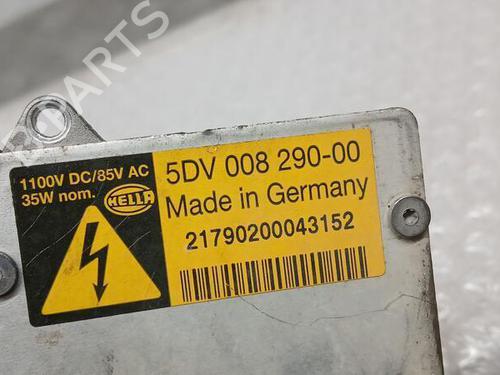 1100V DC/85V AC
35W nom.
HELLA
5DV 008 290-00
Made in Germany
21790200043152